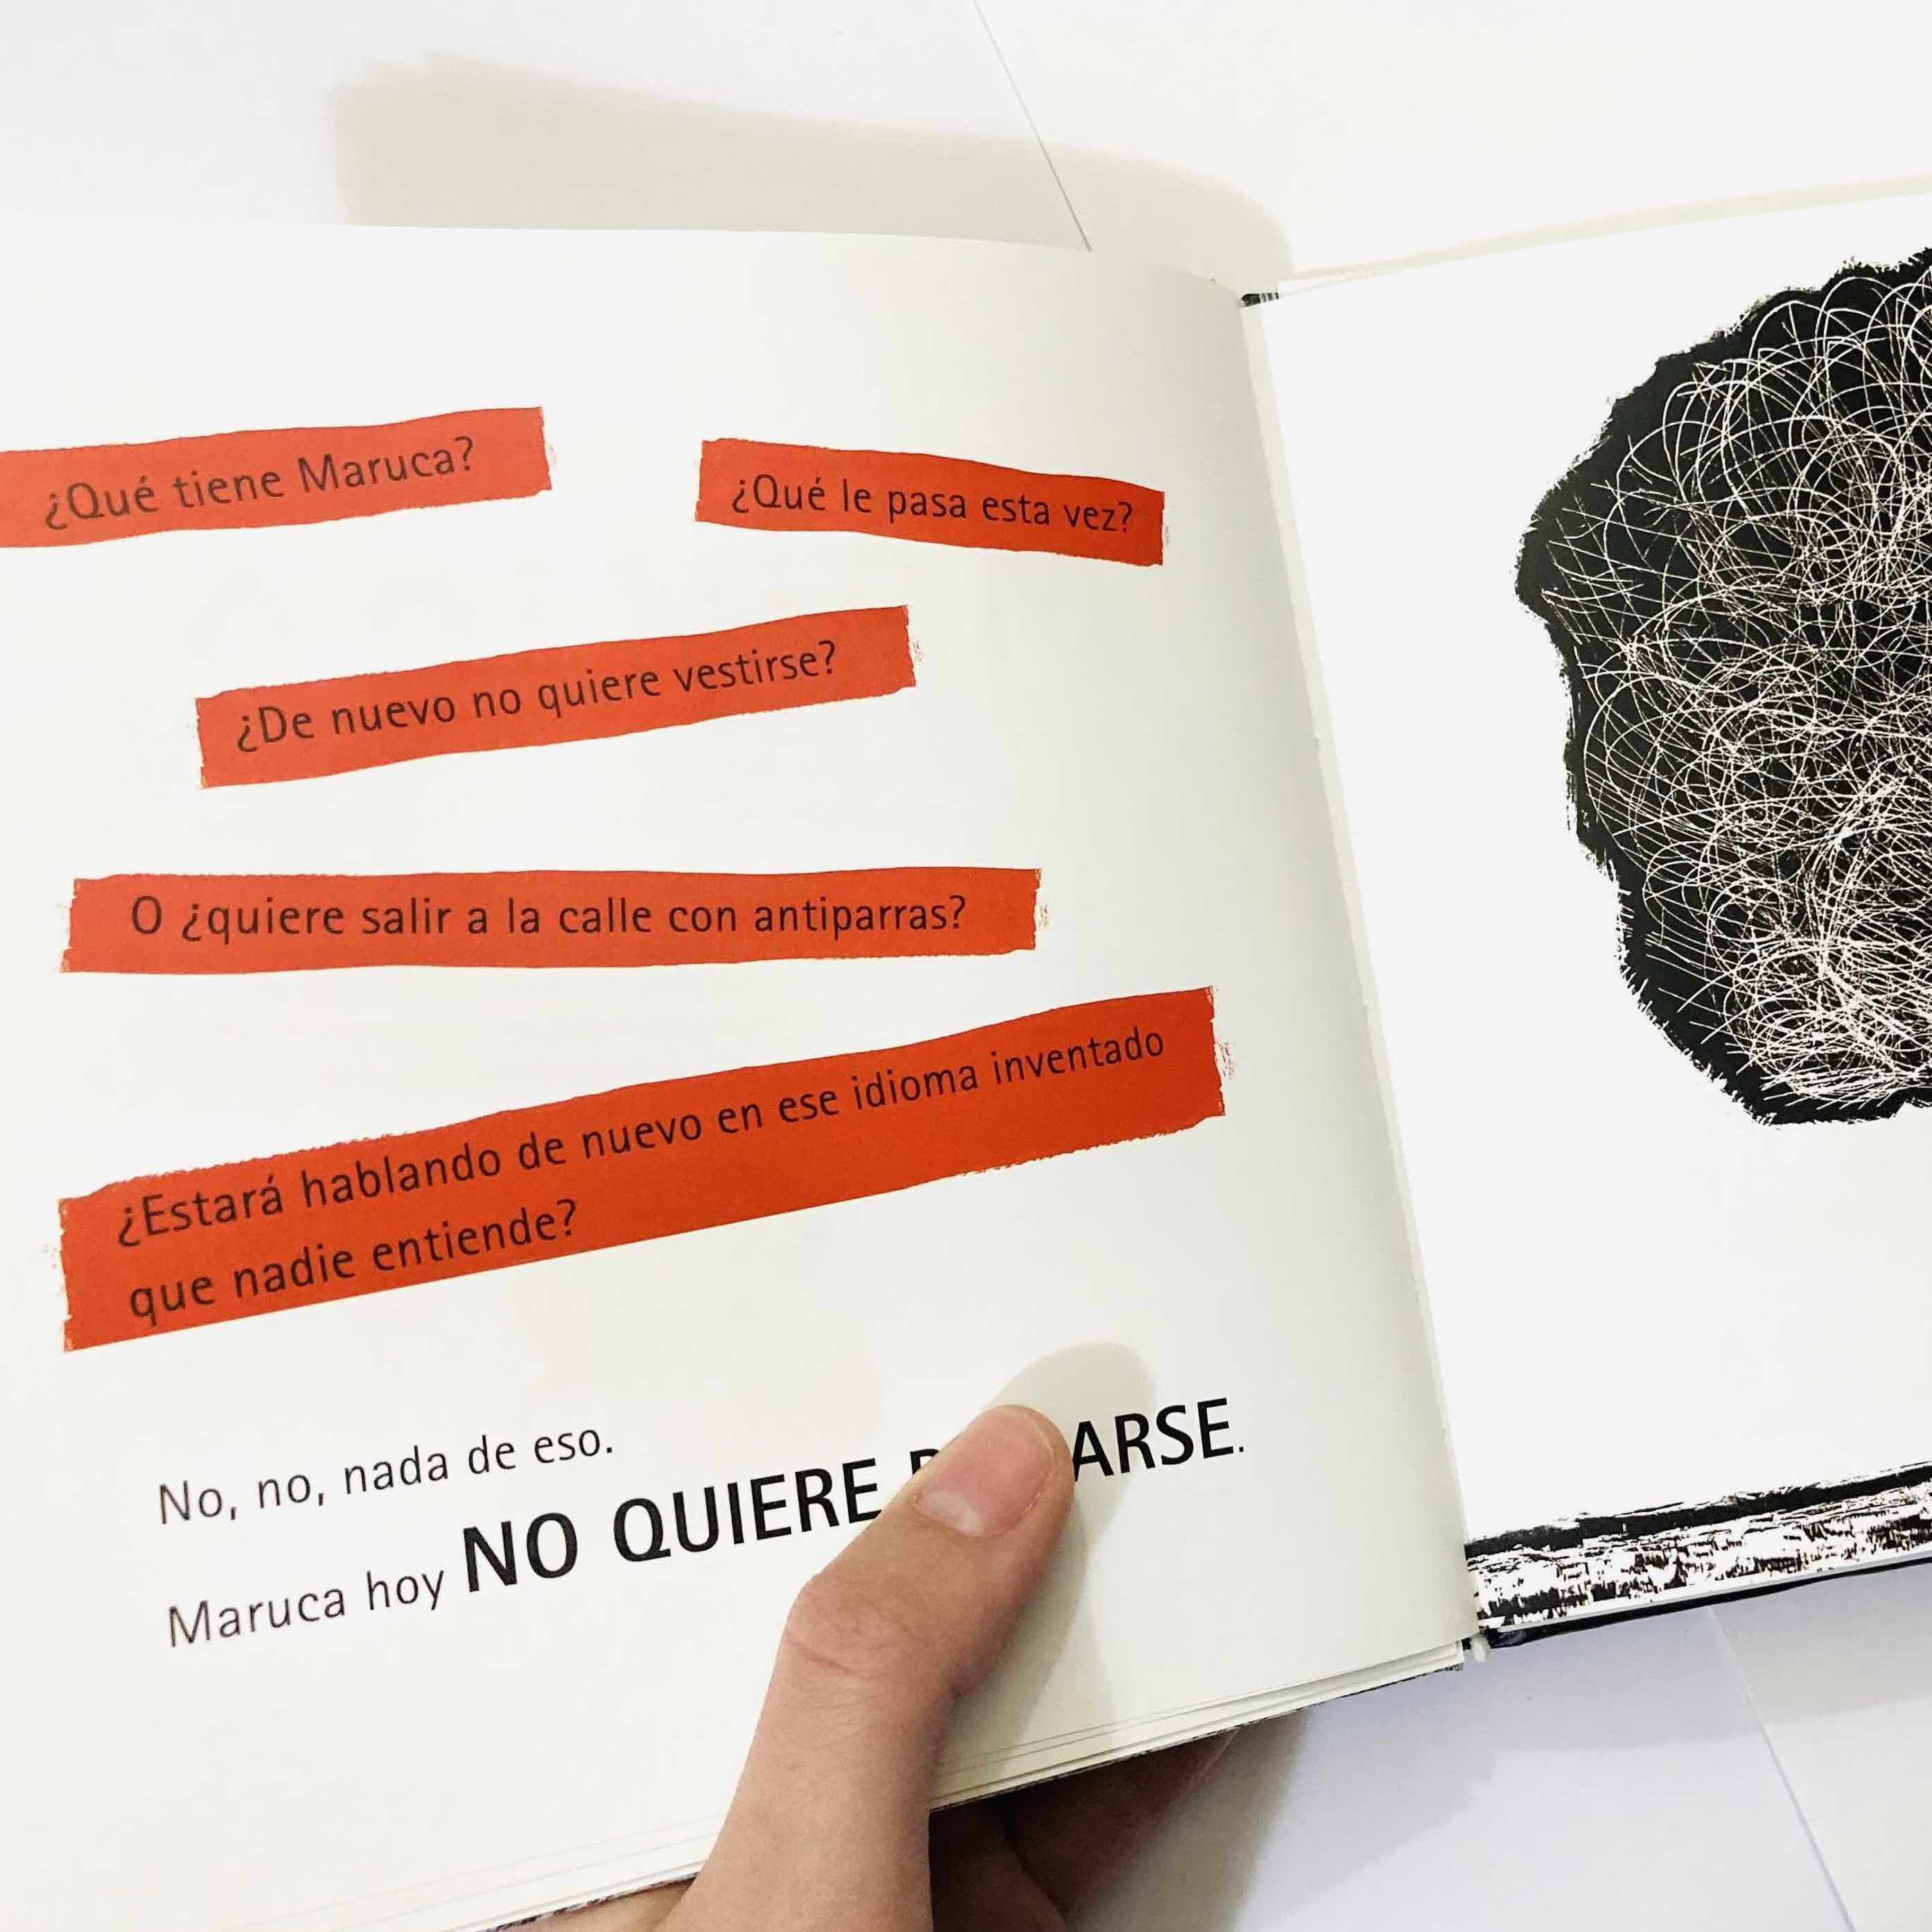 ¿Qué tiene Maruca?
¿Qué le pasa esta vez?
¿De nuevo no quiere vestirse?
O ¿quiere salir a la calle con antiparras?
¿Estará hablando de nuevo en ese idioma inventado
que nadie entiende?
No, no, nada de eso.
Maruca hoy NO QUIERE